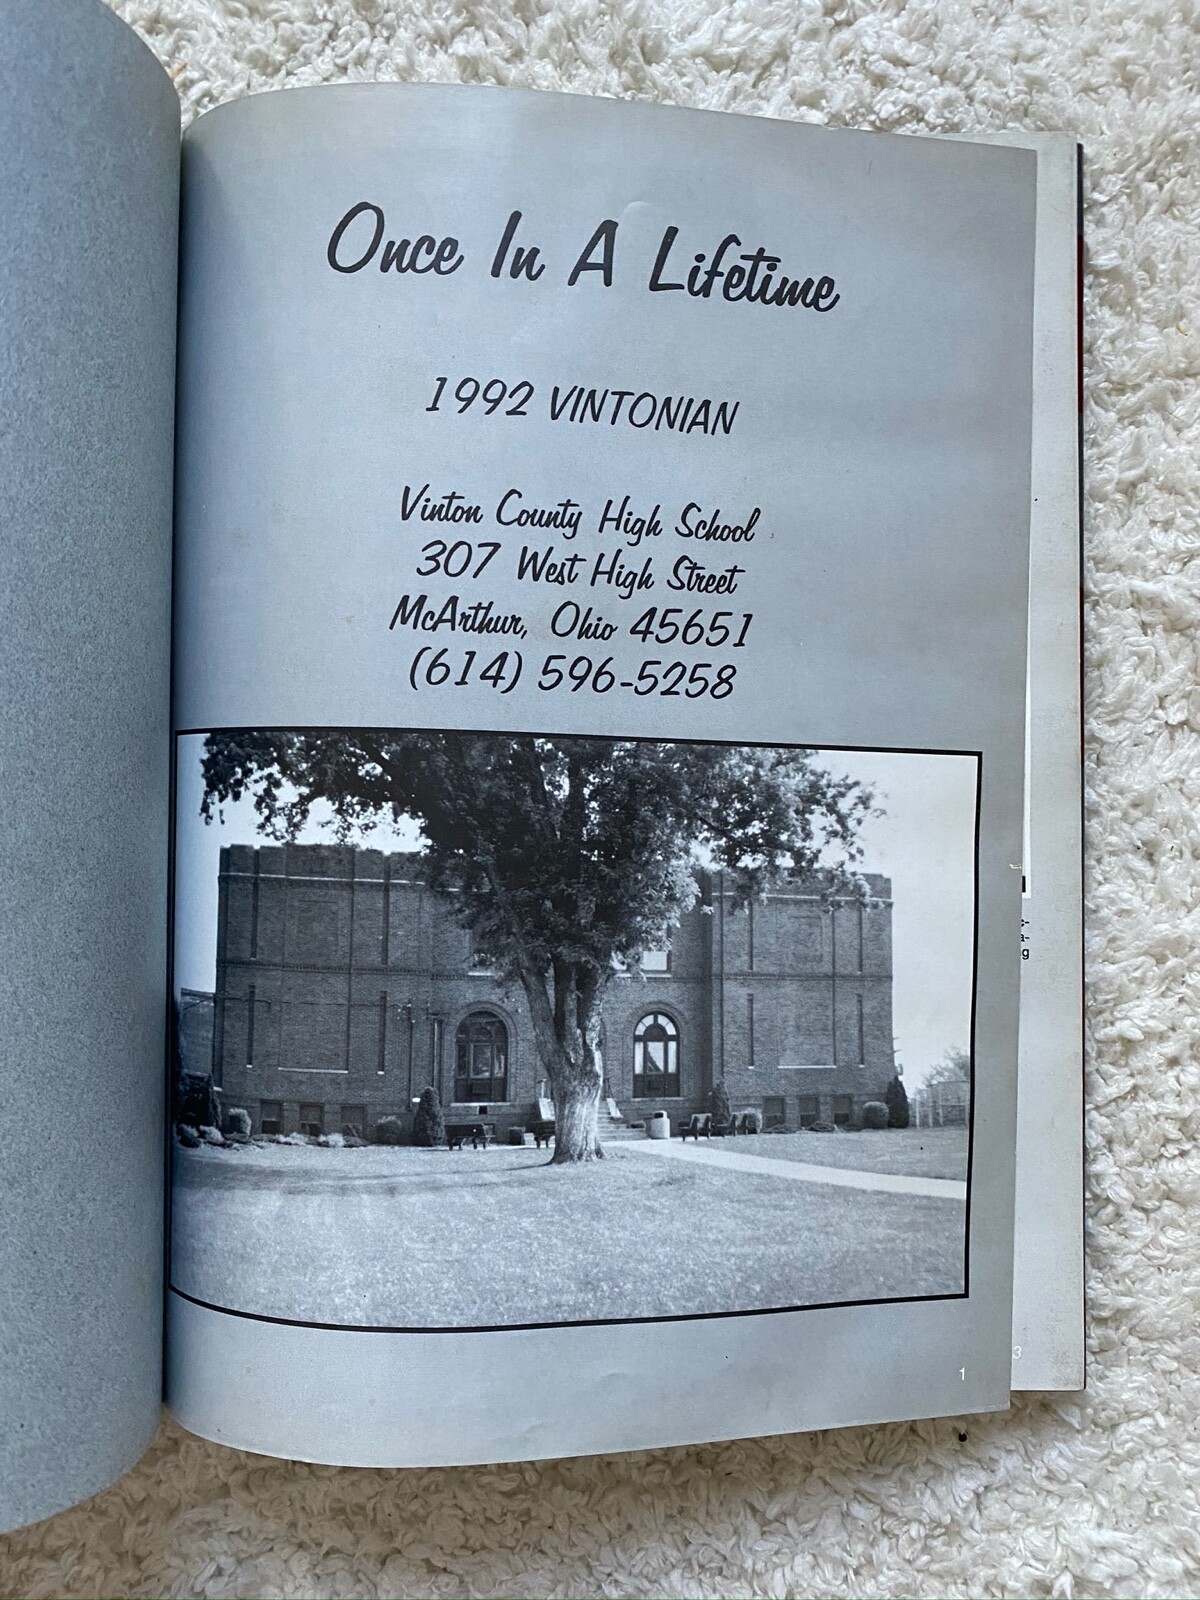 Once In A Lifetime
1992 VINTONIAN
Vinton County High School
307 West High Street
McArthur, Ohio 45651
(614) 596-5258
c-
a-
g
1
3